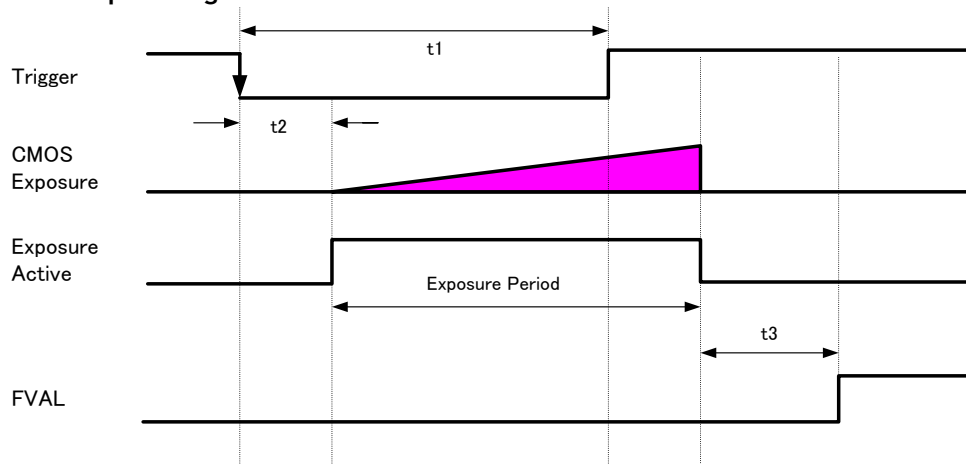 t1
Trigger
t2
CMOS
Exposure
Exposure
Active
Exposure Period
t3
FVAL